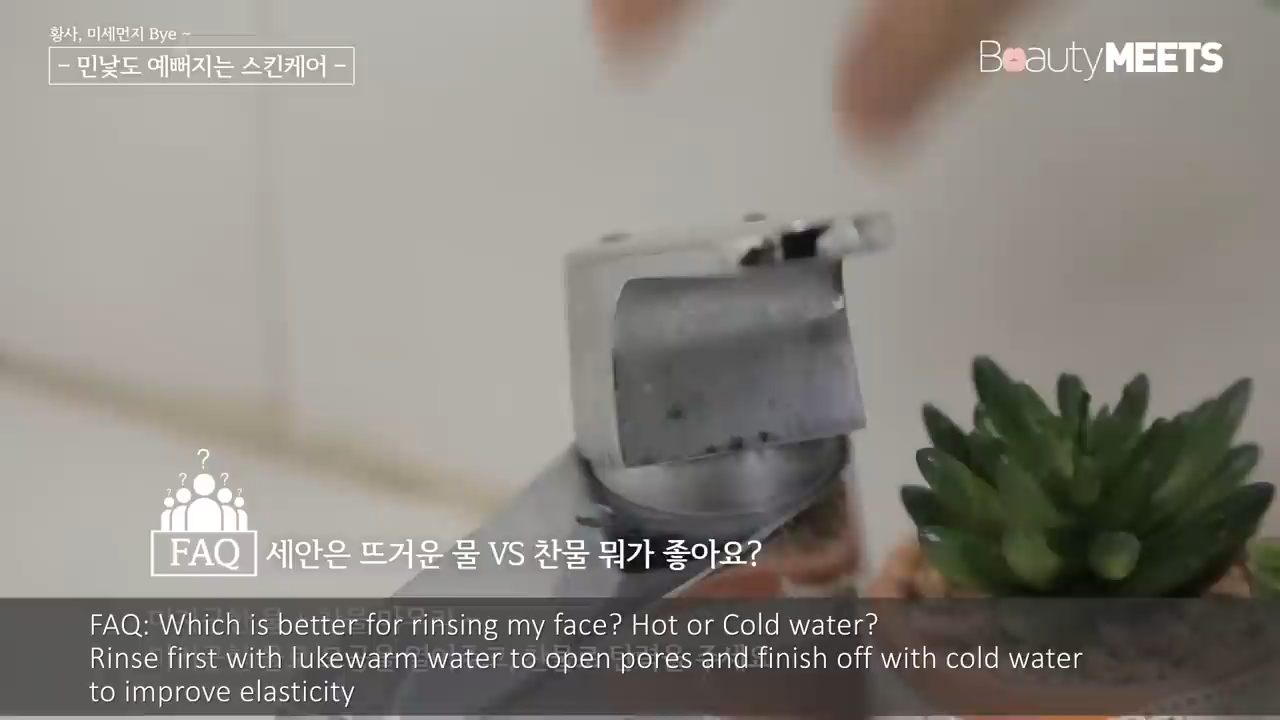 황사, 미세먼지 Bye ~
- 민낯도 예뻐지는 스킨케어 -
BeautyMEETS
? ? ? ? ?
FAQ 세안은 뜨거운 물 VS 찬물 뭐가 좋아요?
FAQ: Which is better for rinsing my face? Hot or Cold water?
Rinse first with lukewarm water to open pores and finish off with cold water
to improve elasticity